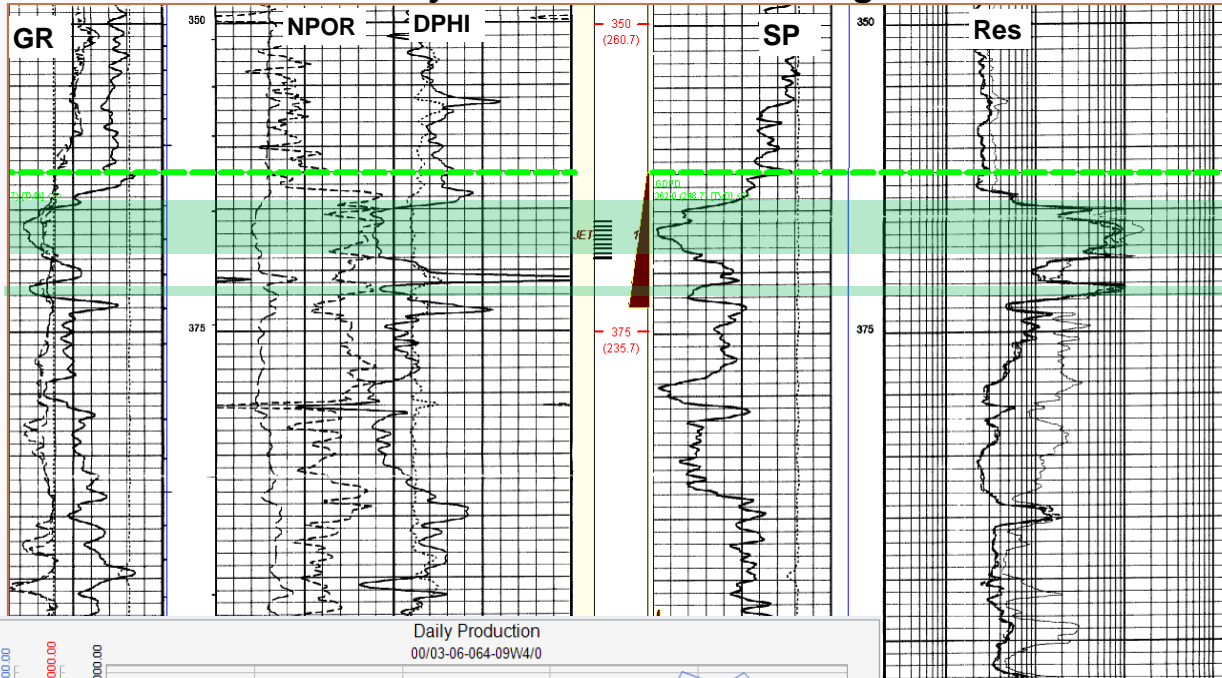 GR
350
NPOR
DPHI
350
(260.7)
SP
350
Res
JET
375
375
(235.7)
375
Daily Production
00/03-06-064-09W4/0